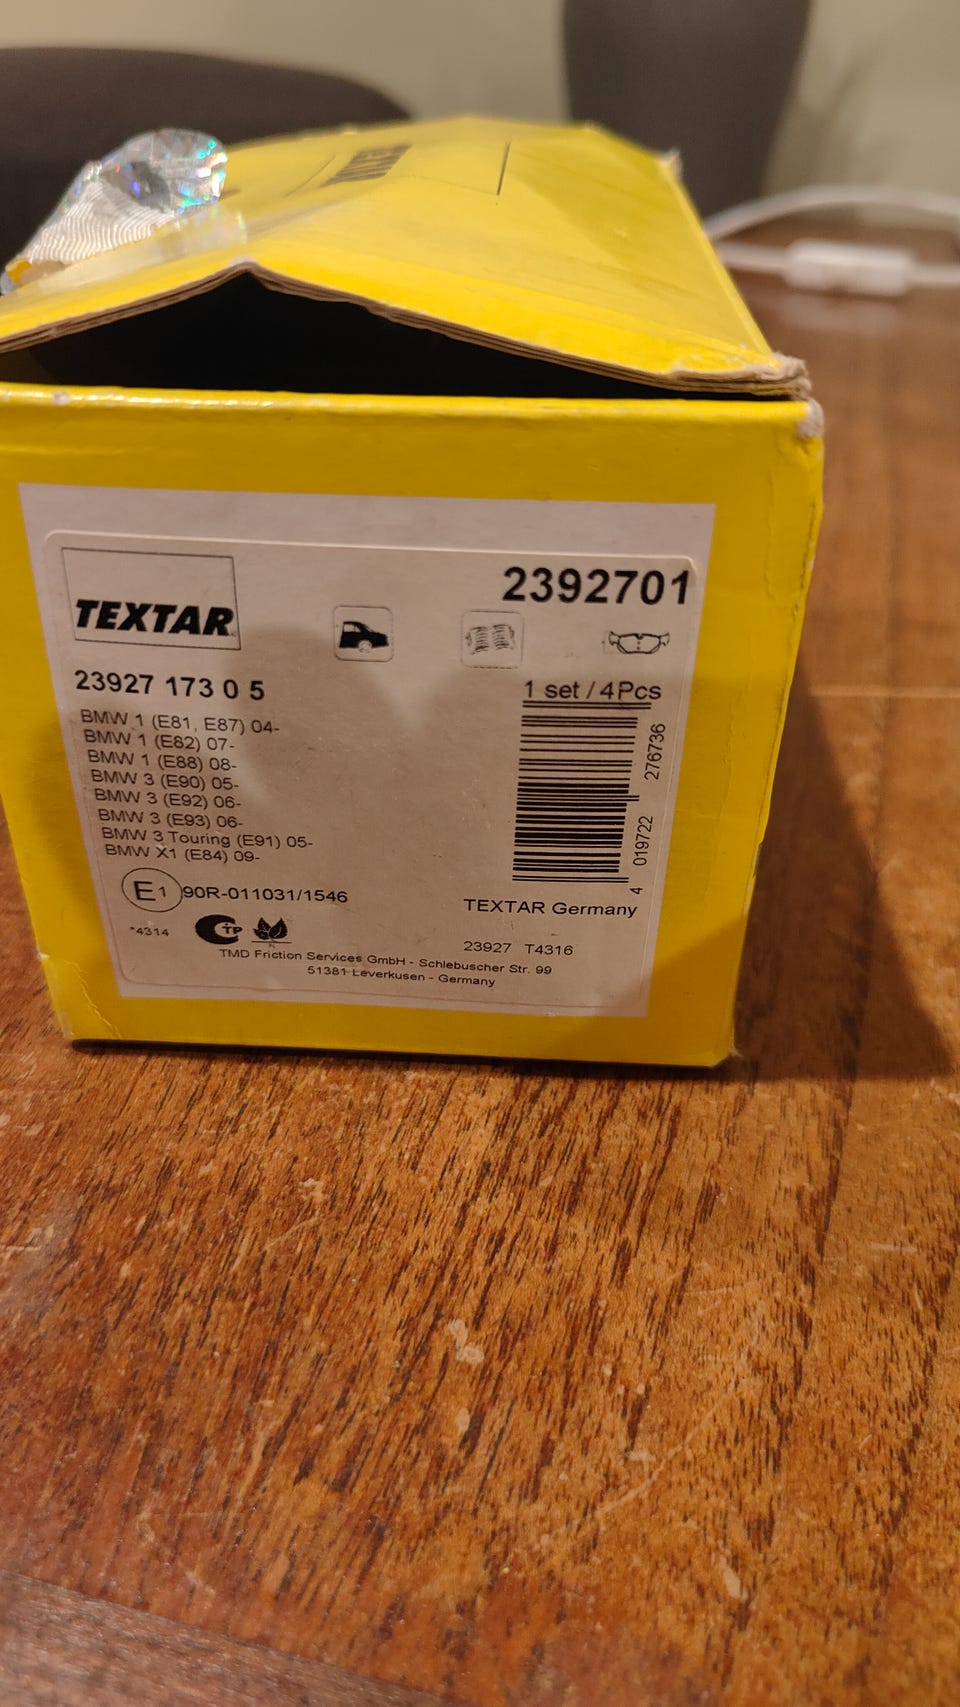 TEXTAR
TEXTAR
2392701
23927 173 0 5
1 set / 4Pcs
BMW 1 (E81, E87) 04-
BMW 1 (E82) 07-
BMW 1 (E88) 08-
BMW 3 (E90) 05-
BMW 3 (E92) 06-
BMW 3 (E93) 06-
BMW 3 Touring (E91) 05-
BMW X1 (E84) 09-
4 019722 276736
E1 90R-011031/1546
TEXTAR Germany
*4314
CTP
23927 T4316
TMD Friction Services GmbH - Schlebuscher Str. 99
51381 Leverkusen - Germany